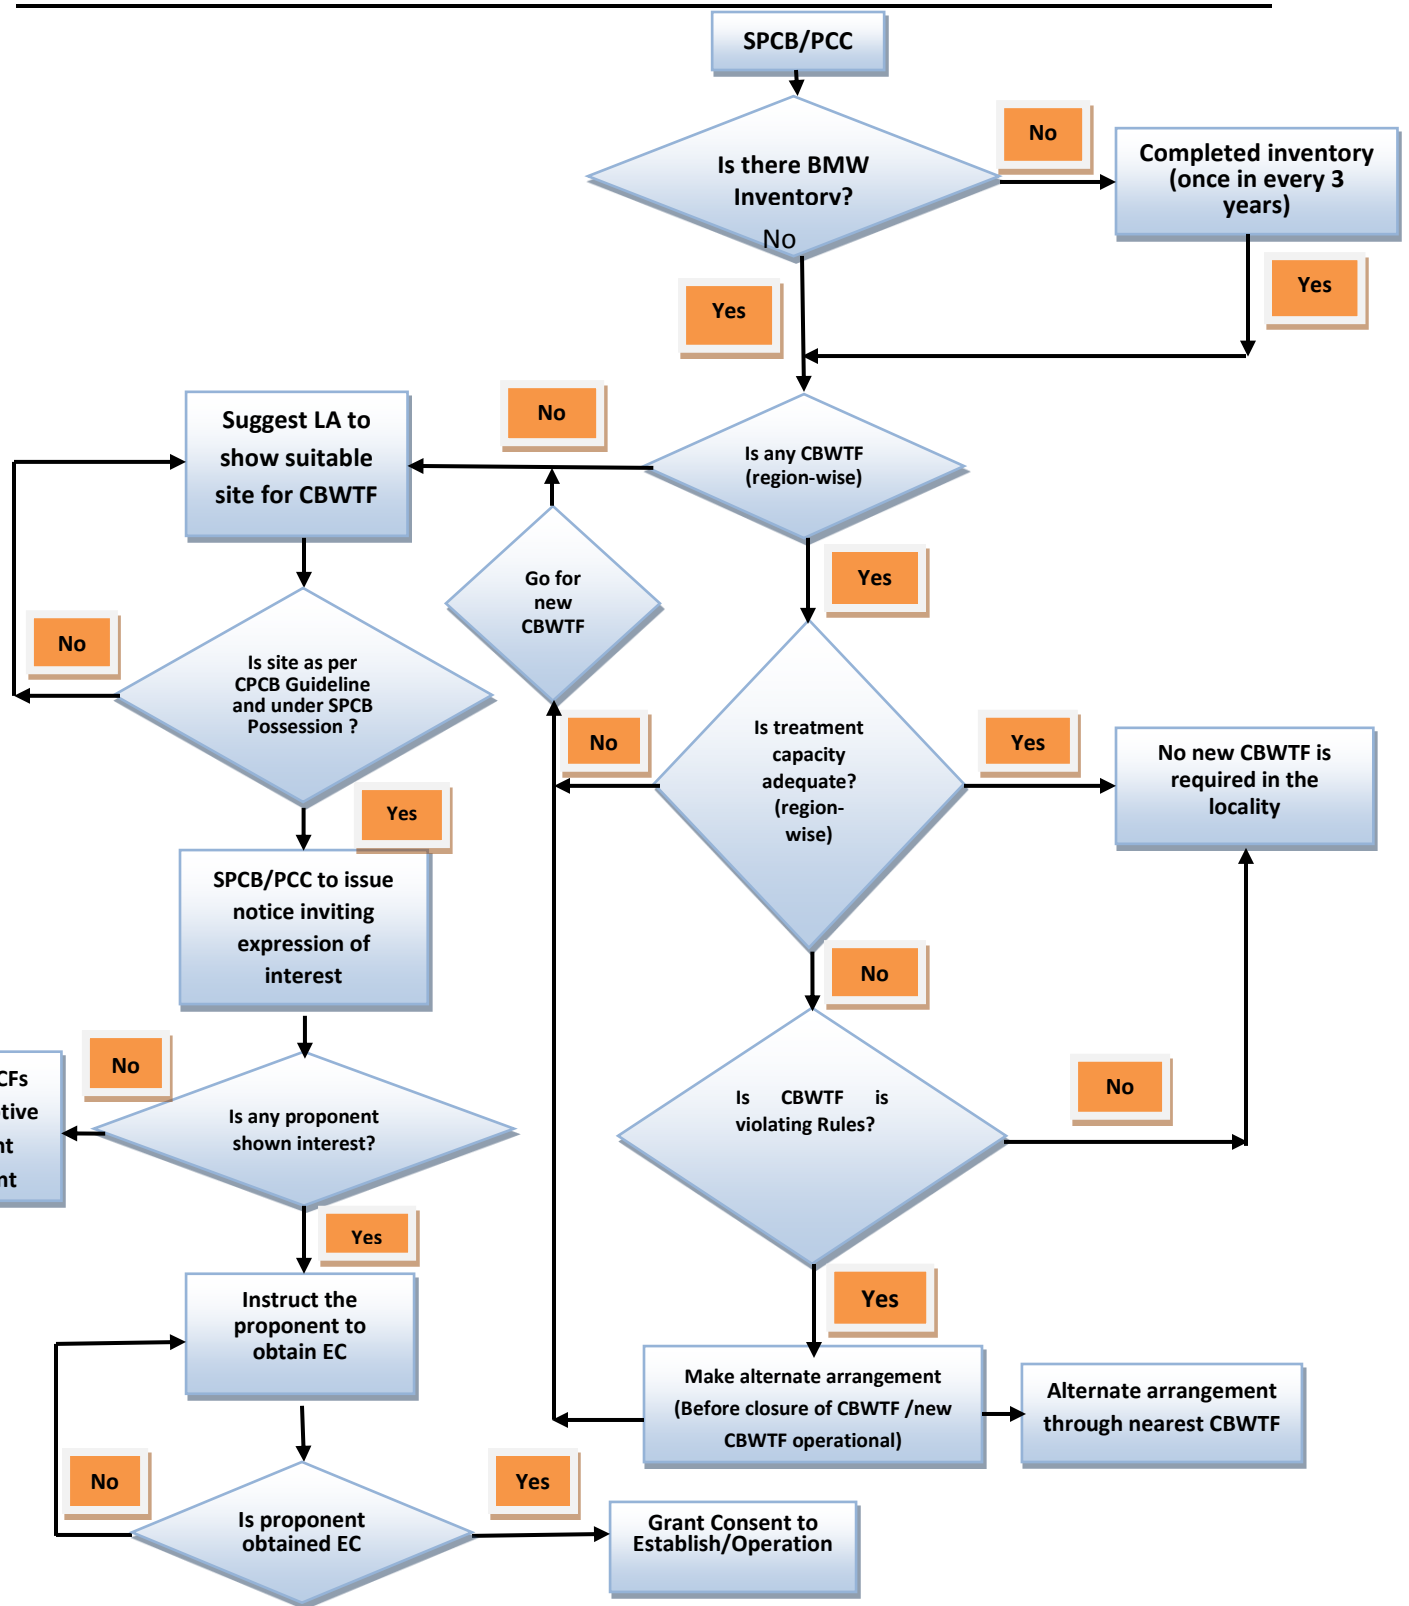 SPCB/PCC
No
Is there BMW
Inventory?
No
Completed inventory
(once in every 3
years)
Yes
Yes
No
Is any CBWTF
(region-wise)
Suggest LA to
show suitable
site for CBWTF
Yes
Go for
new
CBWTF
No
Is site as per
CPCB Guideline
and under SPCB
Possession ?
No
Is treatment
capacity
adequate?
(region-
wise)
Yes
No new CBWTF is
required in the
locality
Yes
SPCB/PCC to issue
notice inviting
expression of
interest
No
No
CFs
tive
nt
nt
Is any proponent
shown interest?
Is CBWTF is
violating Rules?
No
Yes
Yes
Instruct the
proponent to
obtain EC
Make alternate arrangement
(Before closure of CBWTF /new
CBWTF operational)
Alternate arrangement
through nearest CBWTF
No
Is proponent
obtained EC
Yes
Grant Consent to
Establish/Operation